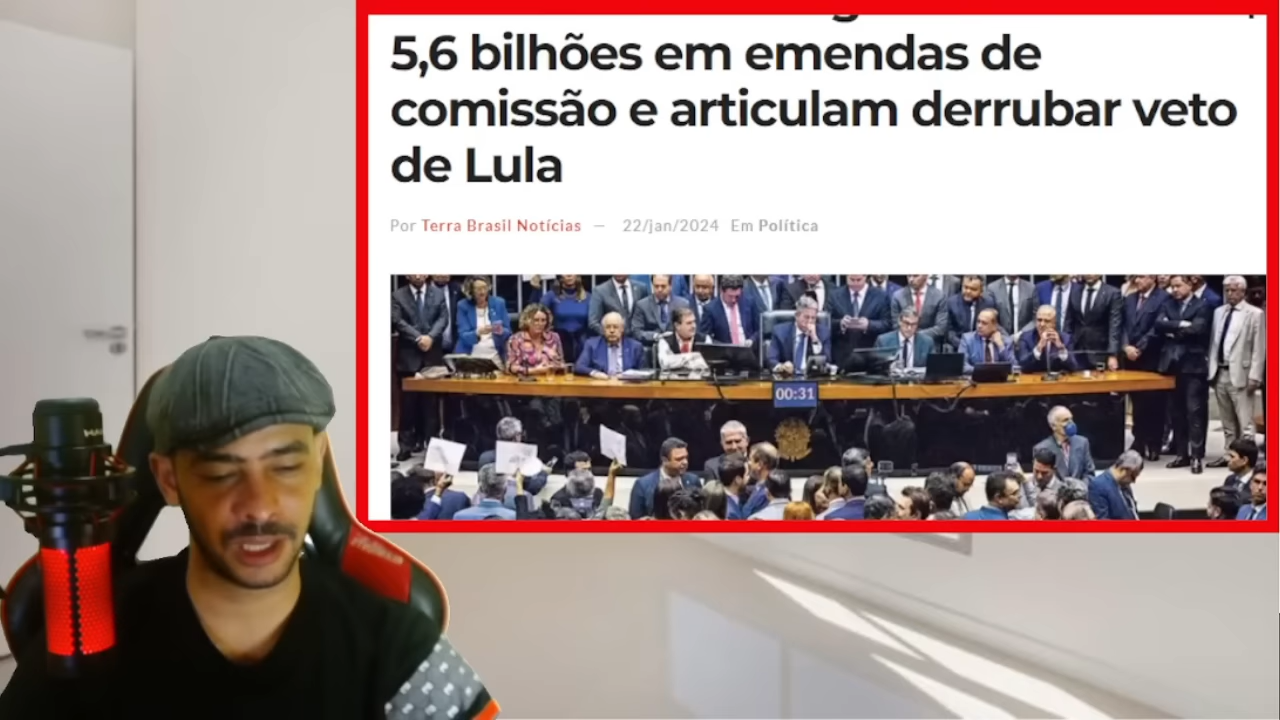 5,6 bilhões em emendas de
comissão e articulam derrubar veto
de Lula
Por Terra Brasil Notícias — 22/jan/2024 Em Política
00:31